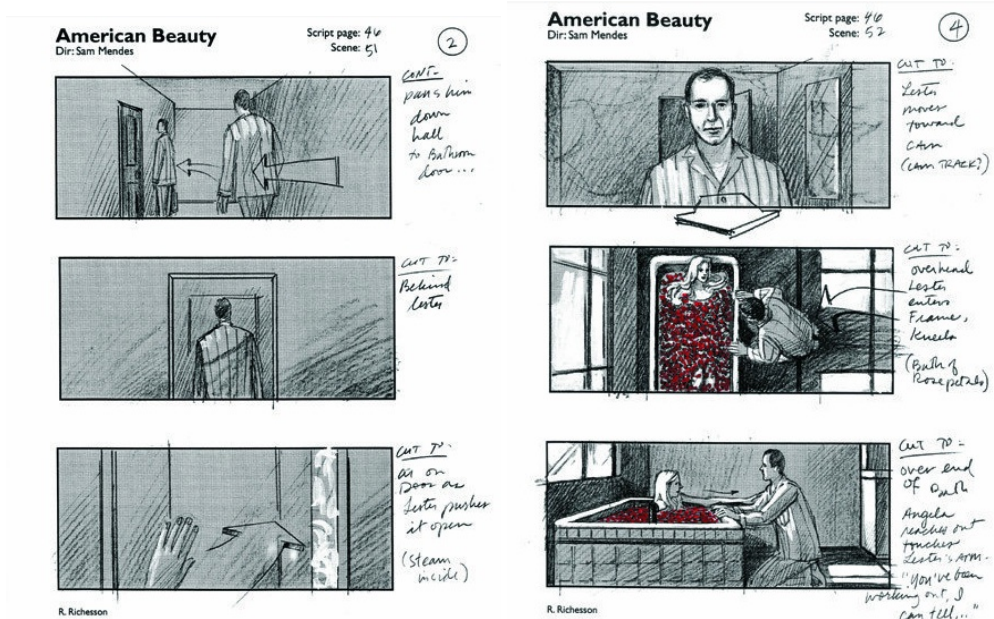 American Beauty
Dir: Sam Mendes
Script page: 46
Scene: 51
2
CONT-
pans him
down
hall
to Bathroom
door...
CUT TO:
Behind
Lester
CUT TO:
on
Door as
Lester pushes
it open
(Steam
inside)
R. Richesson
American Beauty
Dir: Sam Mendes
Script page: 46
Scene: 52
4
CUT TO:
Lester
moves
toward
CAM
(CAM TRACK?)
CUT TO:
overhead
Lester
enters
Frame,
Kneels
(Bath of
Rose petals)
CUT TO:
over end
of Bath
Angela
reaches out
touches
Lester's ARM-
"You've been
working out, I
can tell..."
R. Richesson